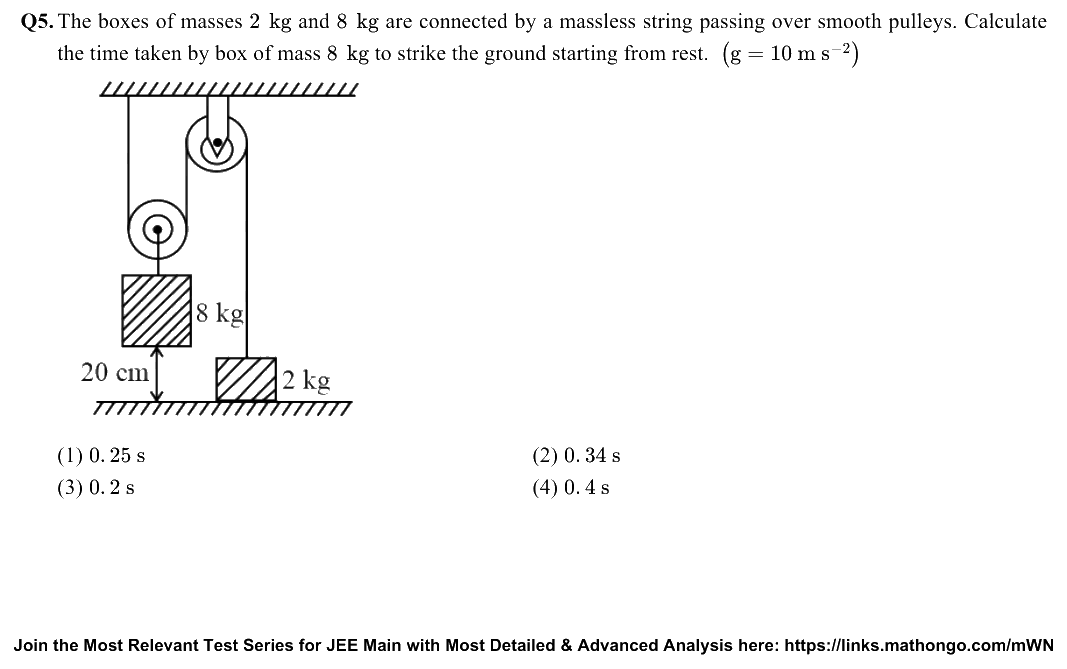 Q5. The boxes of masses 2 kg and 8 kg are connected by a massless string passing over smooth pulleys. Calculate
the time taken by box of mass 8 kg to strike the ground starting from rest. (g = 10 m s⁻²)
8 kg
20 cm
2 kg
(1) 0. 25 s
(2) 0. 34 s
(3) 0. 2 s
(4) 0. 4 s
Join the Most Relevant Test Series for JEE Main with Most Detailed & Advanced Analysis here: https://links.mathongo.com/mWN